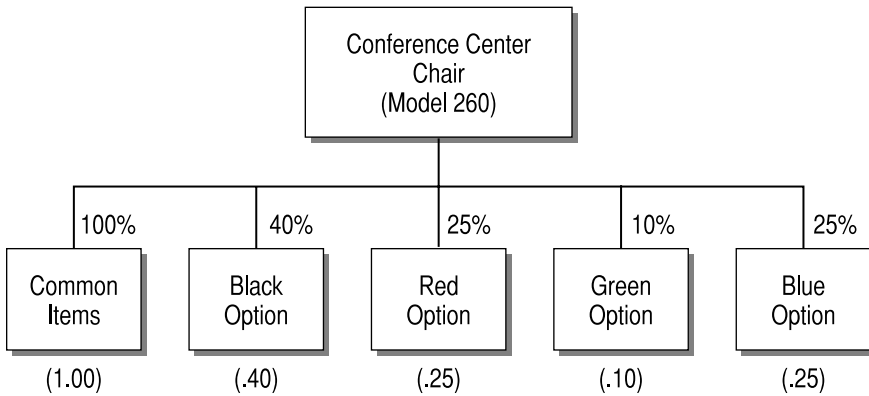 Conference Center
Chair
(Model 260)
100%
40%
25%
10%
25%
Common
Items
Black
Option
Red
Option
Green
Option
Blue
Option
(1.00)
(.40)
(.25)
(.10)
(.25)